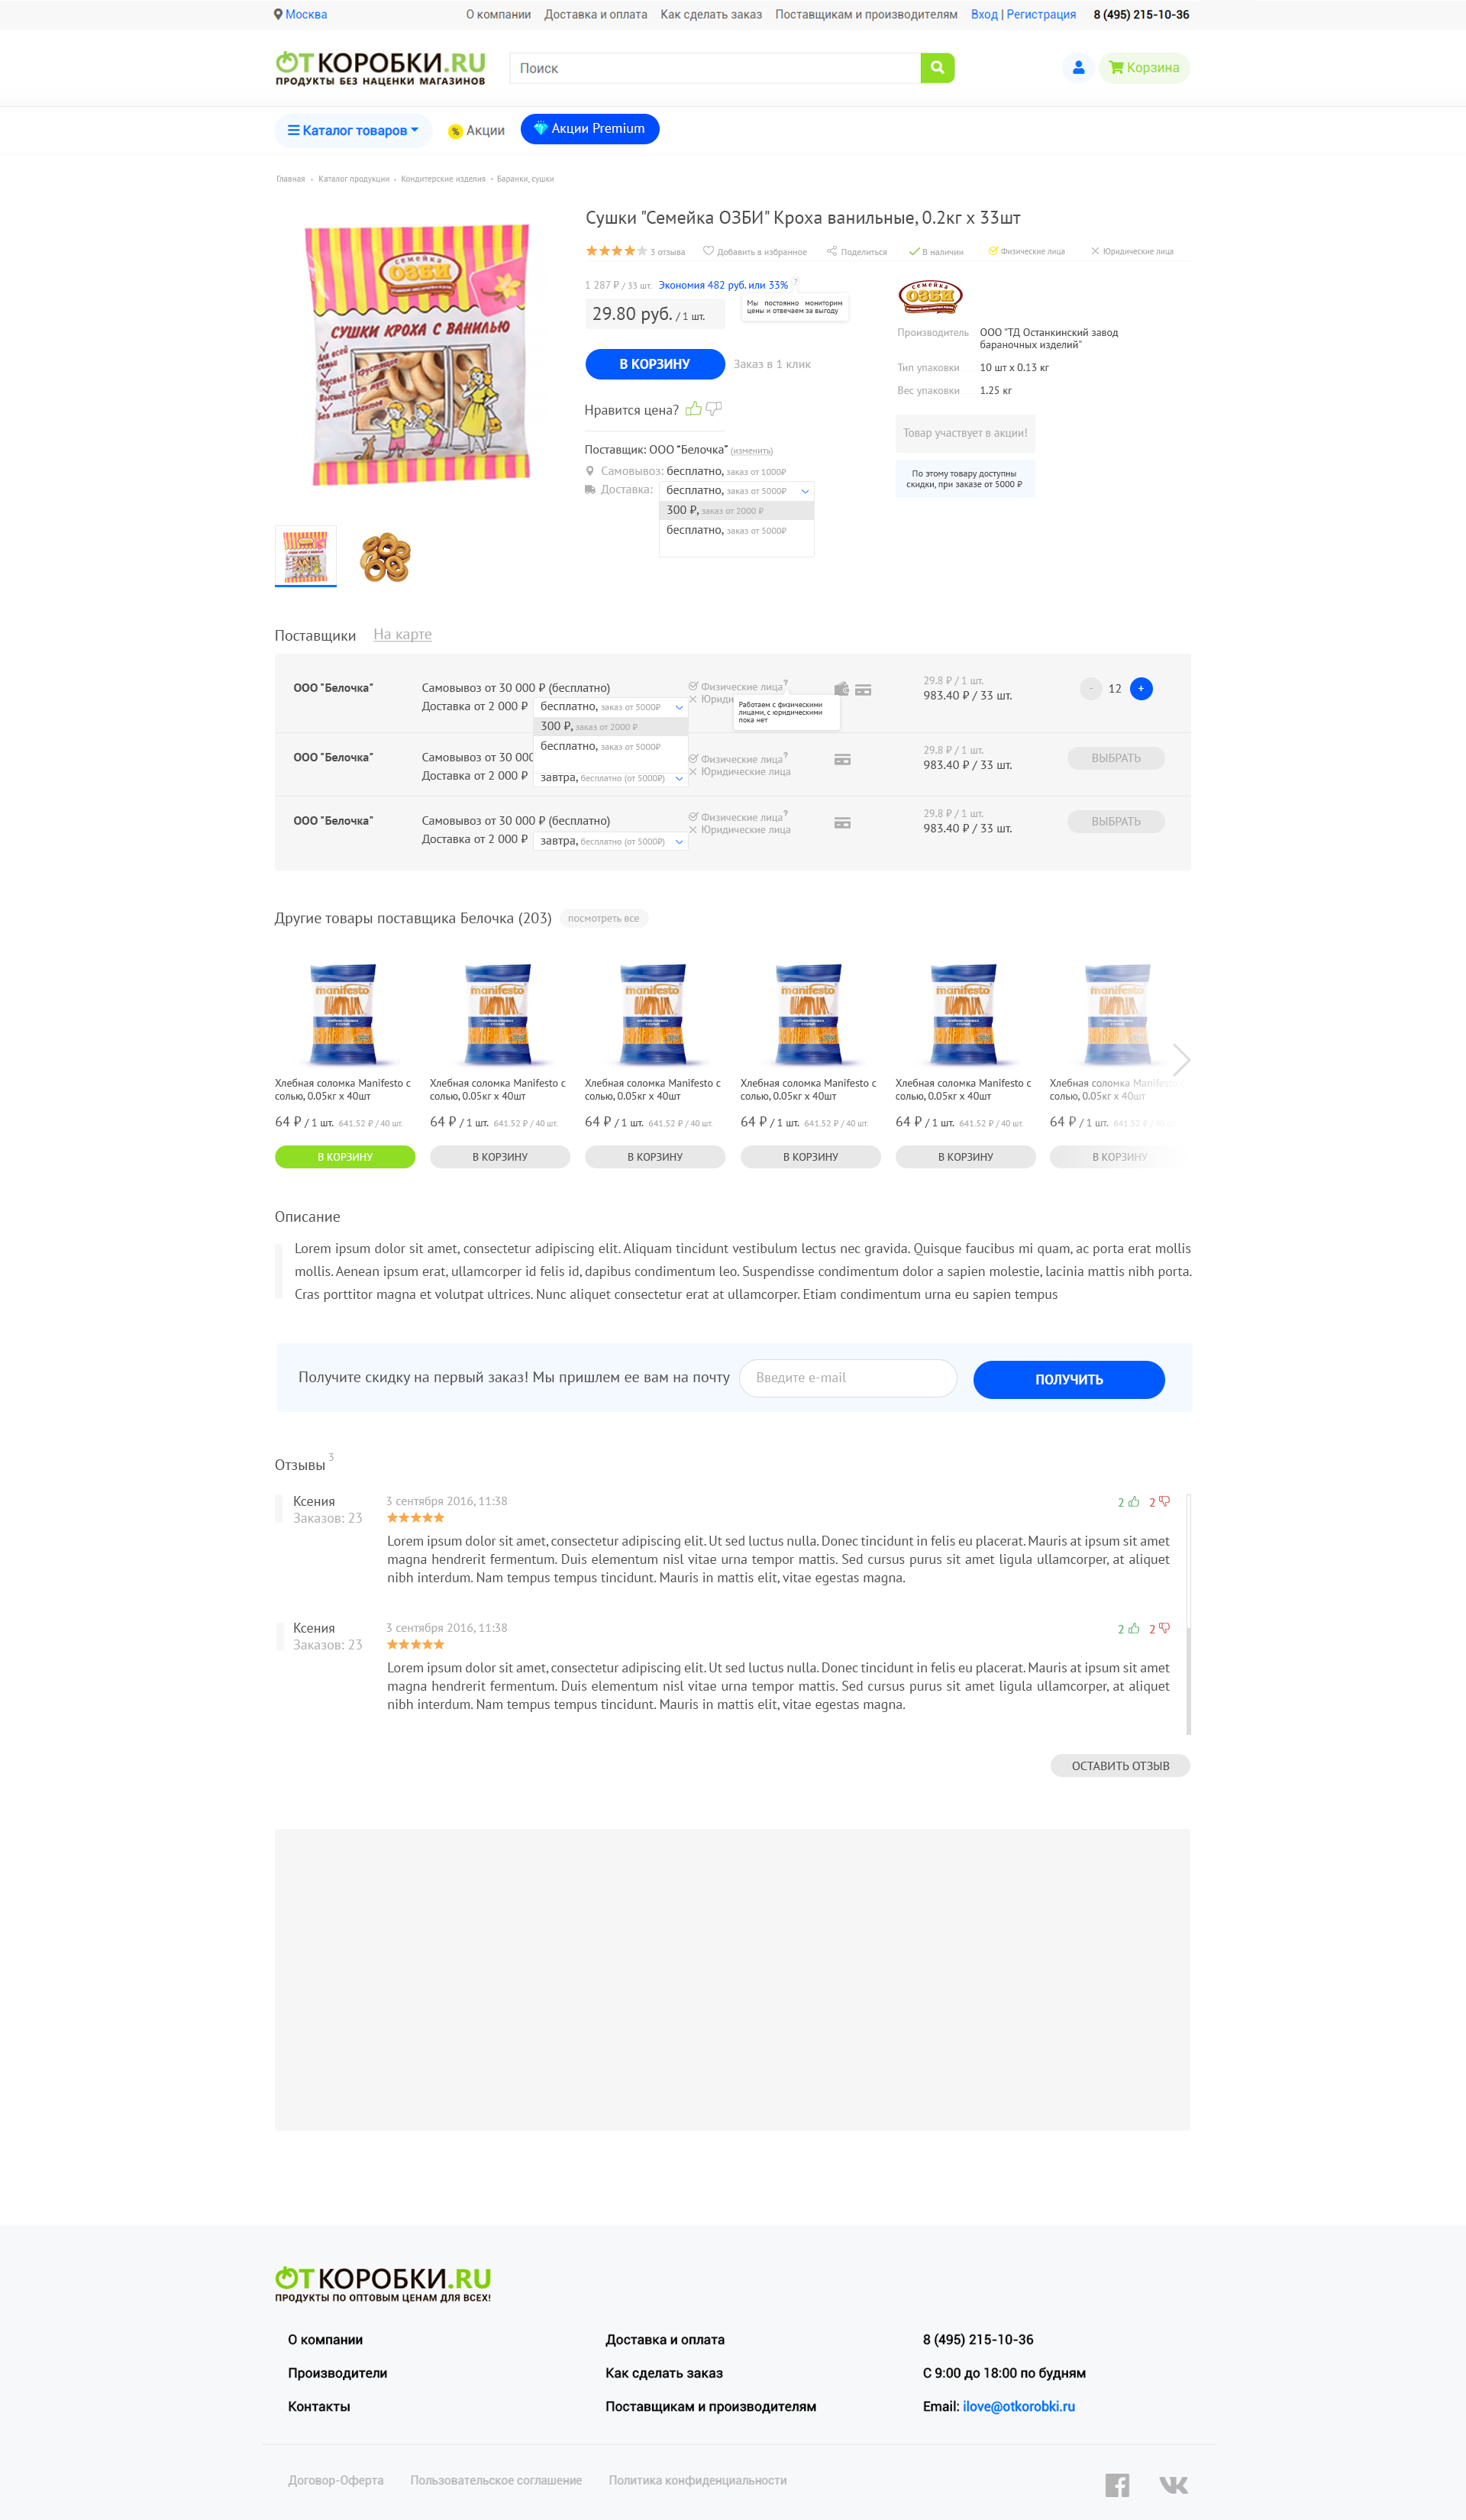 Москва
О компании Доставка и оплата Как сделать заказ Поставщикам и производителям Вход | Регистрация 8 (495) 215-10-36
ОТКОРОБКИ.RU
ПРОДУКТЫ БЕЗ НАЦЕНКИ МАГАЗИНОВ
Поиск
Корзина
Каталог товаров
% Акции
Акции Premium
Главная • Каталог продукции • Кондитерские изделия • Баранки, сушки
Сушки "Семейка ОЗБИ" Кроха ванильные, 0.2кг х 33шт
3 отзыва Добавить в избранное Поделиться В наличии Физические лица Юридические лица
семейка
ОЗБИ
СУШКИ КРОХА С ВАНИЛЬЮ
Для всей
семьи
Вкусные и хрустящие
Высший сорт муки
Без консервантов
1 287 ₽ / 33 шт. Экономия 482 руб. или 33% ?
Мы постоянно мониторим
цены и отвечаем за выгоду
29.80 руб. / 1 шт.
В КОРЗИНУ
Заказ в 1 клик
Нравится цена?
Поставщик: ООО "Белочка" (изменить)
Самовывоз: бесплатно, заказ от 1000₽
Доставка: бесплатно, заказ от 5000₽
300 ₽, заказ от 2000 ₽
бесплатно, заказ от 5000₽
семейка
ОЗБИ
Производитель ООО "ТД Останкинский завод
бараночных изделий"
Тип упаковки 10 шт х 0.13 кг
Вес упаковки 1.25 кг
Товар участвует в акции!
По этому товару доступны
скидки, при заказе от 5000 ₽
Поставщики На карте
ООО "Белочка"
Самовывоз от 30 000 ₽ (бесплатно)
Доставка от 2 000 ₽
бесплатно, заказ от 5000₽
300 ₽, заказ от 2000 ₽
бесплатно, заказ от 5000₽
Физические лица?
Юриди
Работаем с физическими
лицами, с юридическими
пока нет
29.8 ₽ / 1 шт.
983.40 ₽ / 33 шт.
- 12 +
ООО "Белочка"
Самовывоз от 30 000
Доставка от 2 000 ₽
завтра, бесплатно (от 5000₽)
Физические лица?
Юридические лица
29.8 ₽ / 1 шт.
983.40 ₽ / 33 шт.
ВЫБРАТЬ
ООО "Белочка"
Самовывоз от 30 000 ₽ (бесплатно)
Доставка от 2 000 ₽
завтра, бесплатно (от 5000₽)
Физические лица?
Юридические лица
29.8 ₽ / 1 шт.
983.40 ₽ / 33 шт.
ВЫБРАТЬ
Другие товары поставщика Белочка (203) посмотреть все
manifesto manifesto manifesto manifesto manifesto manifesto
Хлебная соломка Manifesto с Хлебная соломка Manifesto с Хлебная соломка Manifesto с Хлебная соломка Manifesto с Хлебная соломка Manifesto с Хлебная соломка Manifesto с
солью, 0.05кг х 40шт солью, 0.05кг х 40шт солью, 0.05кг х 40шт солью, 0.05кг х 40шт солью, 0.05кг х 40шт солью, 0.05кг х 40шт
64 ₽ / 1 шт. 641.52 ₽ / 40 шт. 64 ₽ / 1 шт. 641.52 ₽ / 40 шт. 64 ₽ / 1 шт. 641.52 ₽ / 40 шт. 64 ₽ / 1 шт. 641.52 ₽ / 40 шт. 64 ₽ / 1 шт. 641.52 ₽ / 40 шт. 64 ₽ / 1 шт. 641.52 ₽ / 40
В КОРЗИНУ В КОРЗИНУ В КОРЗИНУ В КОРЗИНУ В КОРЗИНУ В КОРЗИНУ
Описание
Lorem ipsum dolor sit amet, consectetur adipiscing elit. Aliquam tincidunt vestibulum lectus nec gravida. Quisque faucibus mi quam, ac porta erat mollis
mollis. Aenean ipsum erat, ullamcorper id felis id, dapibus condimentum leo. Suspendisse condimentum dolor a sapien molestie, lacinia mattis nibh porta.
Cras porttitor magna et volutpat ultrices. Nunc aliquet consectetur erat at ullamcorper. Etiam condimentum urna eu sapien tempus
Получите скидку на первый заказ! Мы пришлем ее вам на почту Введите e-mail ПОЛУЧИТЬ
Отзывы 3
Ксения 3 сентября 2016, 11:38 2 2
Заказов: 23
Lorem ipsum dolor sit amet, consectetur adipiscing elit. Ut sed luctus nulla. Donec tincidunt in felis eu placerat. Mauris at ipsum sit amet
magna hendrerit fermentum. Duis elementum nisl vitae urna tempor mattis. Sed cursus purus sit amet ligula ullamcorper, at aliquet
nibh interdum. Nam tempus tempus tincidunt. Mauris in mattis elit, vitae egestas magna.
Ксения 3 сентября 2016, 11:38 2 2
Заказов: 23
Lorem ipsum dolor sit amet, consectetur adipiscing elit. Ut sed luctus nulla. Donec tincidunt in felis eu placerat. Mauris at ipsum sit amet
magna hendrerit fermentum. Duis elementum nisl vitae urna tempor mattis. Sed cursus purus sit amet ligula ullamcorper, at aliquet
nibh interdum. Nam tempus tempus tincidunt. Mauris in mattis elit, vitae egestas magna.
ОСТАВИТЬ ОТЗЫВ
ОТКОРОБКИ.RU
ПРОДУКТЫ ПО ОПТОВЫМ ЦЕНАМ ДЛЯ ВСЕХ!
О компании Доставка и оплата 8 (495) 215-10-36
Производители Как сделать заказ С 9:00 до 18:00 по будням
Контакты Поставщикам и производителям Email: ilove@otkorobki.ru
Договор-Оферта Пользовательское соглашение Политика конфиденциальности